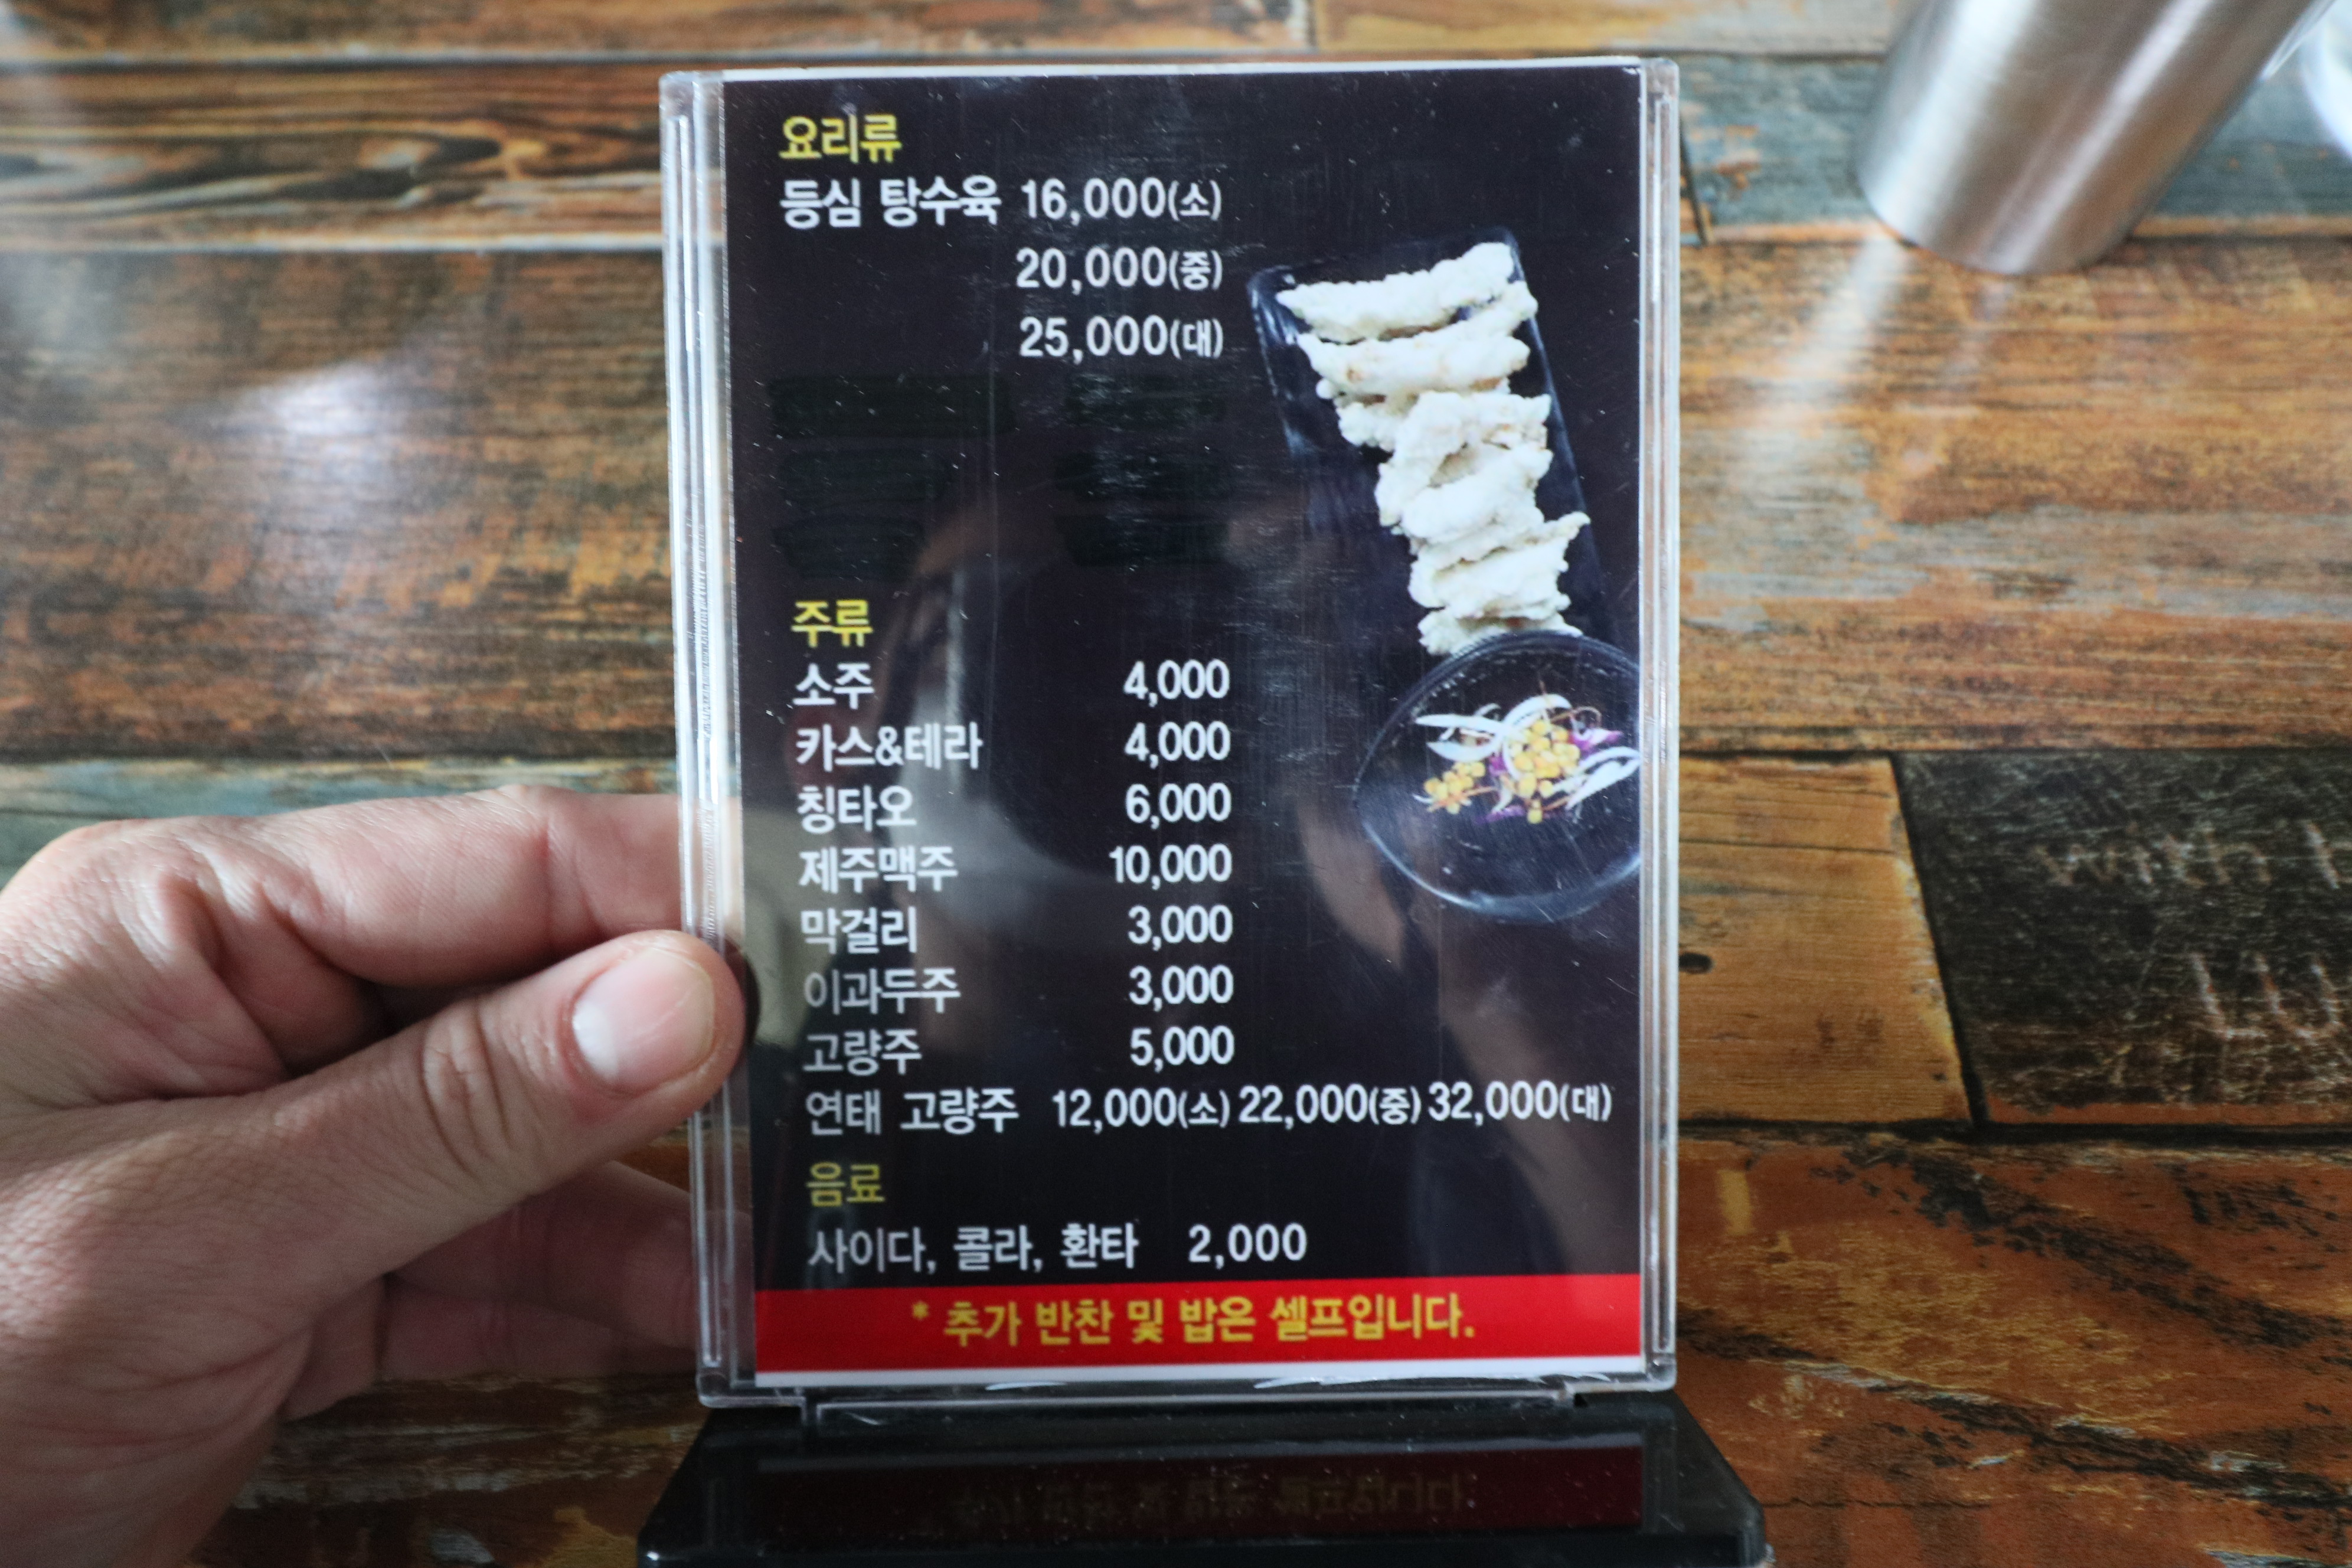 요리류
등심 탕수육 16,000(소)
20,000(중)
25,000(대)
주류
소주 4,000
카스&테라 4,000
칭타오 6,000
제주맥주 10,000
막걸리 3,000
이과두주 3,000
고량주 5,000
연태 고량주 12,000(소) 22,000(중) 32,000(대)
음료
사이다, 콜라, 환타 2,000
* 추가 반찬 및 밥은 셀프입니다.